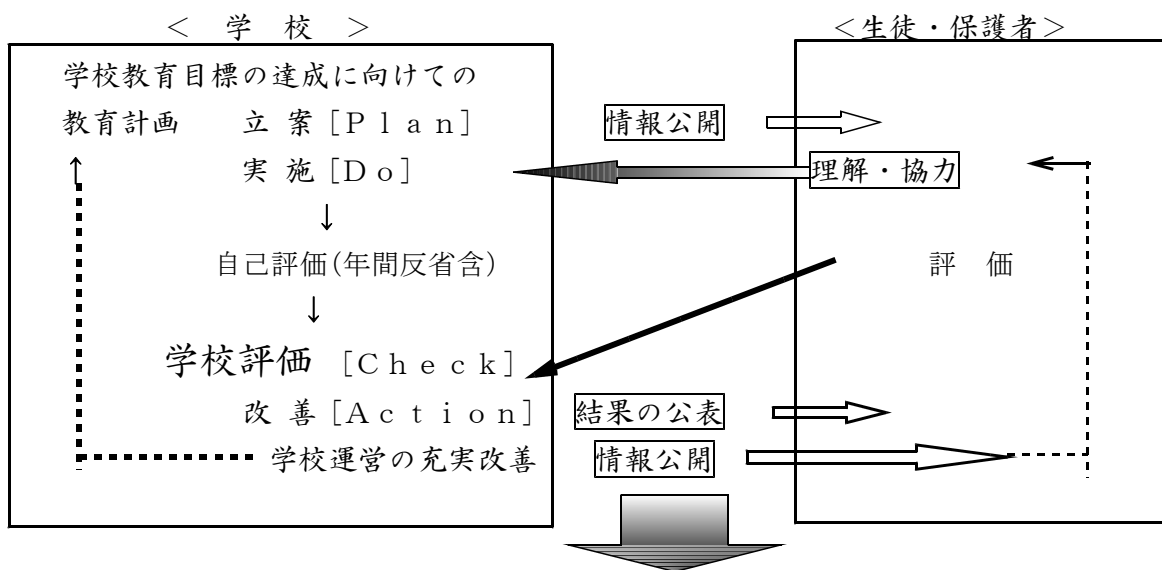 ＜ 学 校 ＞
＜生徒・保護者＞
学校教育目標の達成に向けての
教育計画 立 案［Ｐｌａｎ］
情報公開
実 施［Ｄｏ］
理解・協力
自己評価(年間反省含)
評 価
学校評価［Ｃｈｅｃｋ］
改 善［Ａｃｔｉｏｎ］
結果の公表
学校運営の充実改善
情報公開